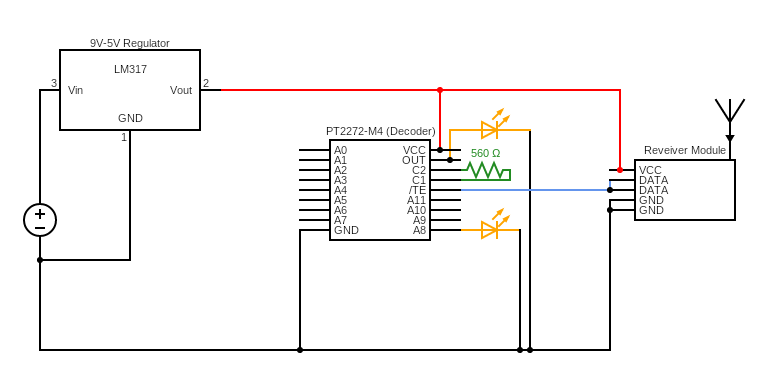 9V-5V Regulator
LM317
3
Vin
Vout
2
GND
1
PT2272-M4 (Decoder)
A0
A1
A2
A3
A4
A5
A6
A7
GND
VCC
OUT
C2
C1
/TE
A11
A10
A9
A8
560 Ω
Reveiver Module
VCC
DATA
DATA
GND
GND